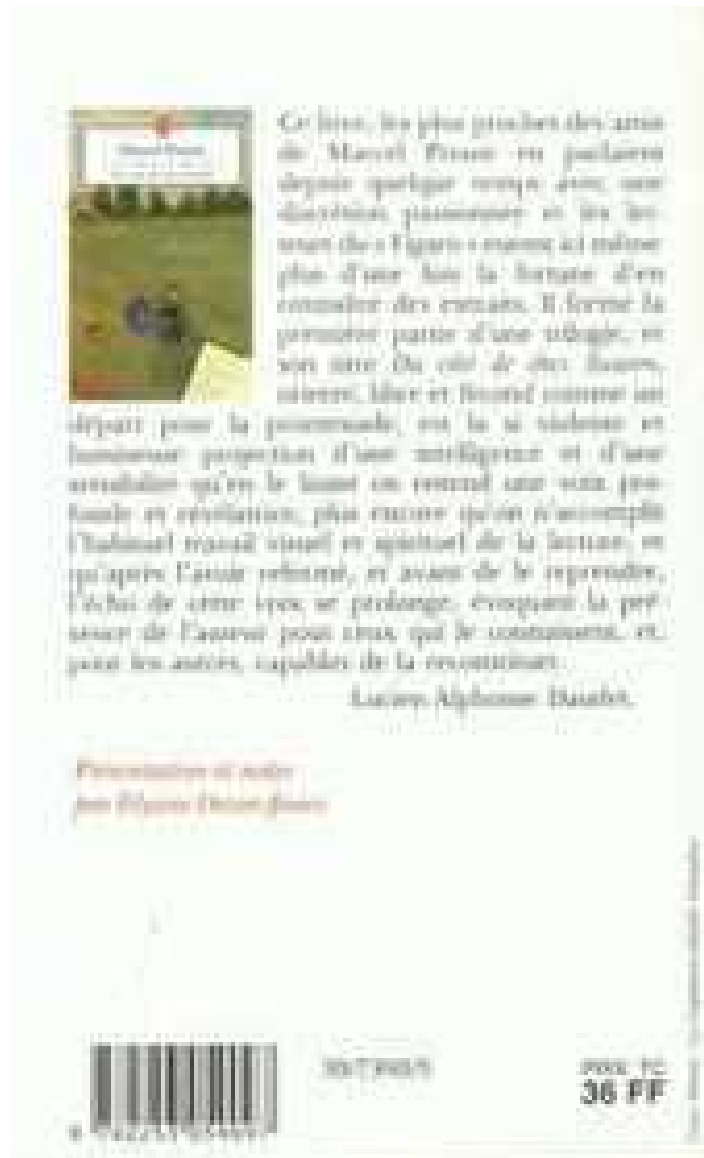 Marcel Proust
Ce livre, les plus proches des amis
de Marcel Proust en parlaient
depuis quelque temps avec une
discrétion passionnée et les lec-
teurs du « Figaro » eurent ici même
plus d'une fois la fortune d'en
connaître des extraits. Il forme la
première partie d'une trilogie, et
son titre Du côté de chez Swann,
libre et fécond comme un
départ pour la promenade, est la si violente et
lumineuse projection d'une intelligence et d'une
sensibilité qu'en le lisant on entend une voix pro-
fonde et révélatrice, plus encore qu'on n'accomplit
l'habituel travail visuel et spirituel de la lecture, et
qu'après l'avoir refermé, et avant de le reprendre,
l'écho de cette voix se prolonge, évoquant la pré-
sence de l'auteur pour ceux qui le connaissent, et,
pour les autres, capables de la reconstituer.
Lucien Alphonse Daudet.
Présentation et notes
par
PRIX TC
36 FF